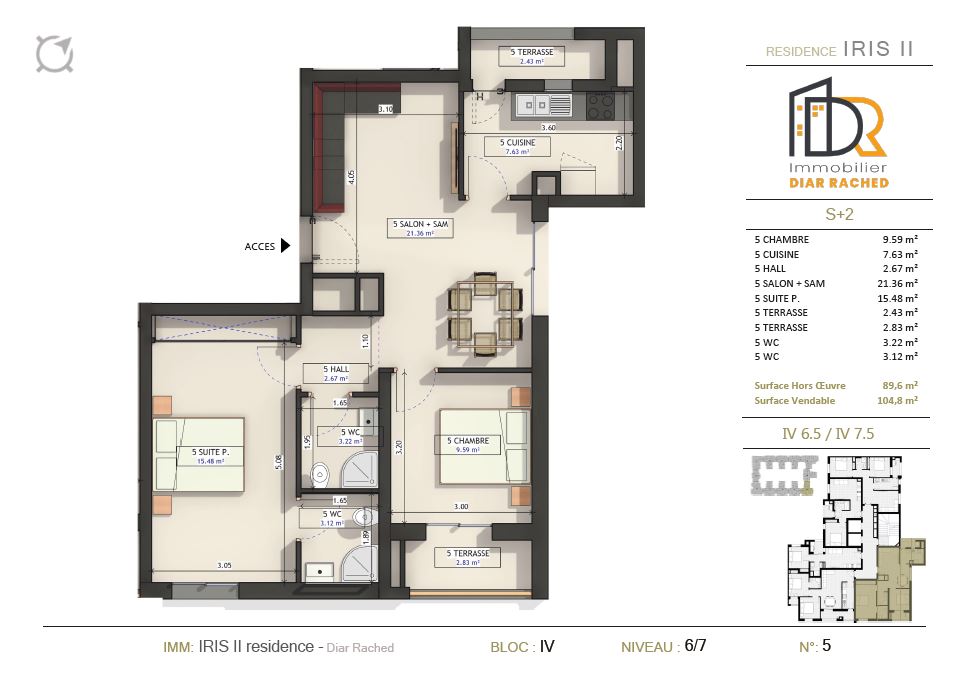 RESIDENCE IRIS II
DR
Immobilier
DIAR RACHED
S+2
5 CHAMBRE 9.59 m²
5 CUISINE 7.63 m²
5 HALL 2.67 m²
5 SALON + SAM 21.36 m²
5 SUITE P. 15.48 m²
5 TERRASSE 2.43 m²
5 TERRASSE 2.83 m²
5 WC 3.22 m²
5 WC 3.12 m²
Surface Hors Œuvre 89,6 m²
Surface Vendable 104,8 m²
IV 6.5 / IV 7.5
5 TERRASSE
2.43 m²
3.10
3.60
5 CUISINE
7.63 m²
2.20
4.05
5 SALON + SAM
21.36 m²
ACCES
1.10
5 HALL
2.67 m²
1.65
1.95
5 WC
3.22 m²
3.20
5 CHAMBRE
9.59 m²
5 SUITE P.
15.48 m²
5.08
1.65
5 WC
3.12 m²
1.89
3.00
5 TERRASSE
2.83 m²
3.05
IMM: IRIS II residence - Diar Rached
BLOC : IV
NIVEAU : 6/7
N°: 5